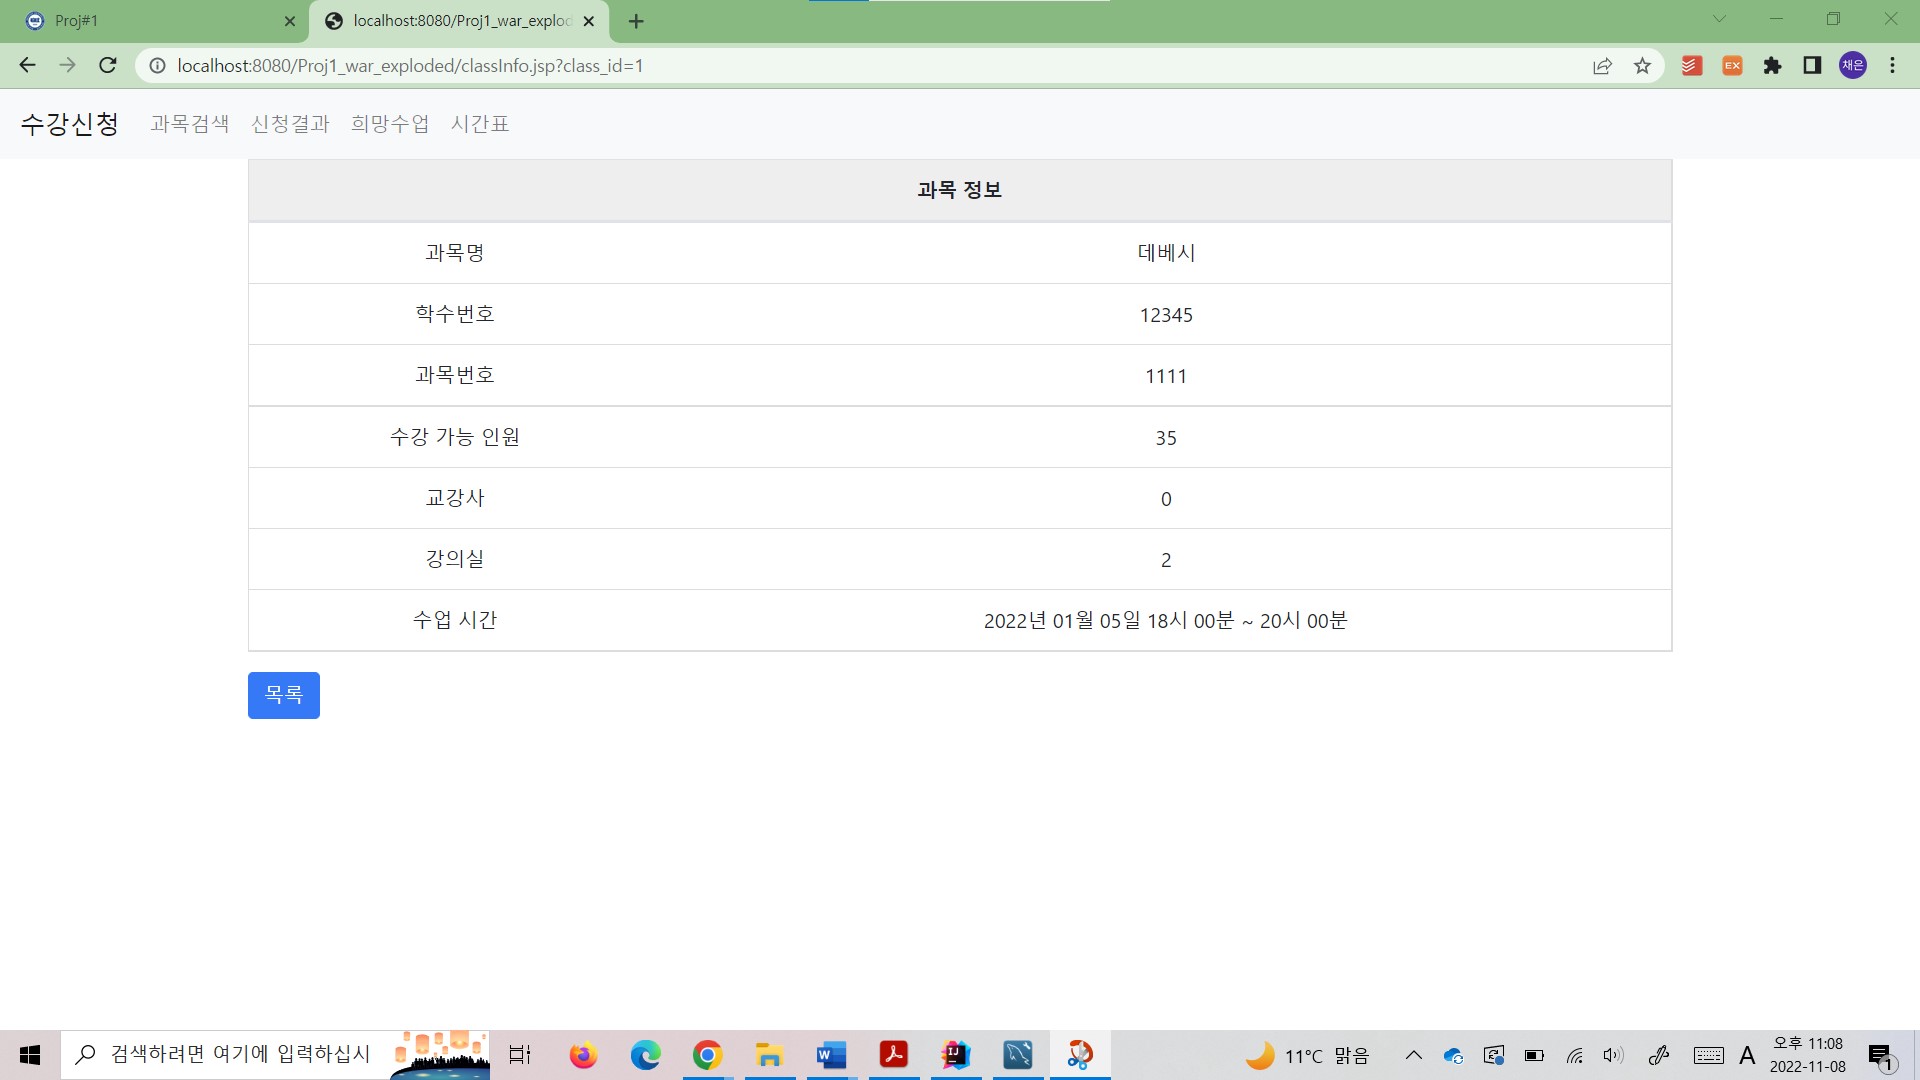 Proj#1
localhost:8080/Proj1_war_explod
localhost:8080/Proj1_war_exploded/classInfo.jsp?class_id=1
EX
채은
수강신청 과목검색 신청결과 희망수업 시간표
과목 정보
과목명 데베시
학수번호 12345
과목번호 1111
수강 가능 인원 35
교강사 0
강의실 2
수업 시간 2022년 01월 05일 18시 00분 ~ 20시 00분
목록
검색하려면 여기에 입력하십시
W
IJ
11°C 맑음
A
오후 11:08
2022-11-08
1